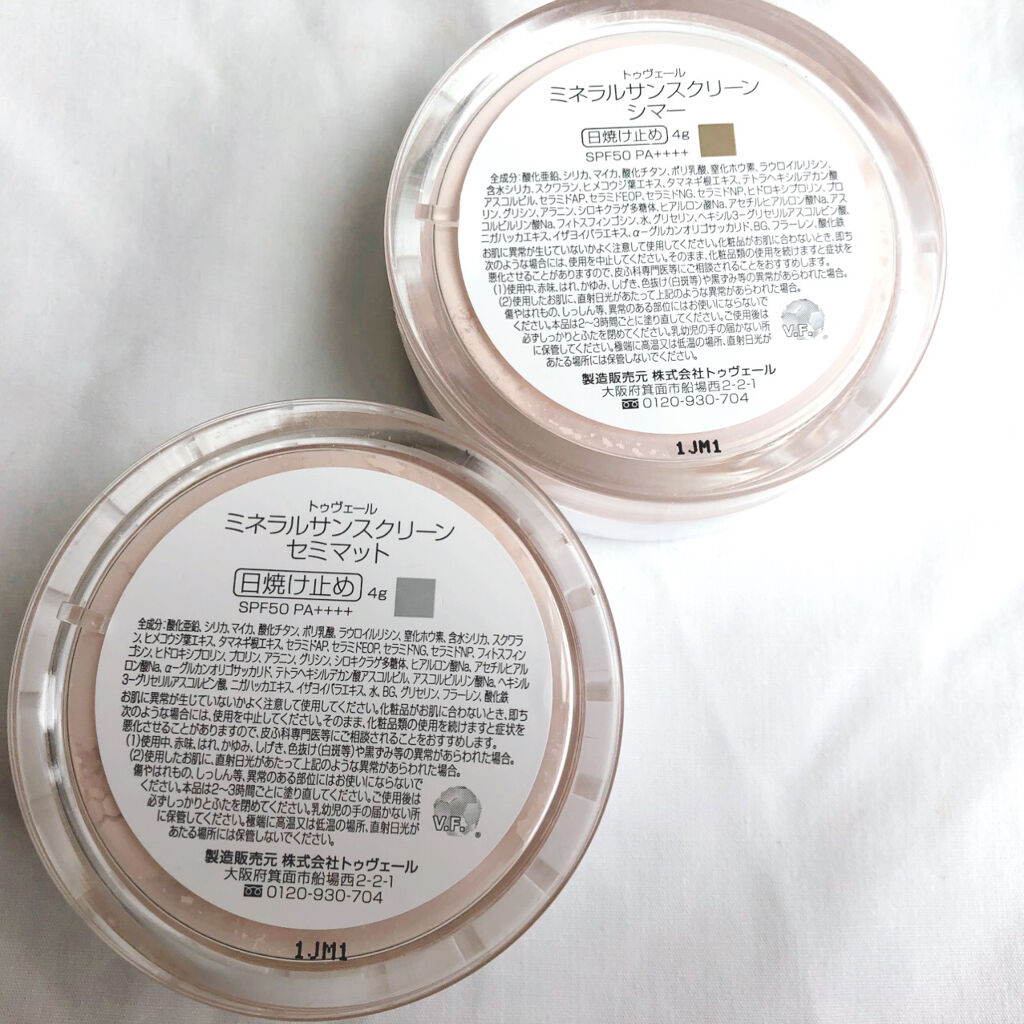 トゥヴェール
ミネラルサンスクリーン
シマー
日焼け止め 4g
SPF50 PA++++
全成分:酸化亜鉛、シリカ、マイカ、酸化チタン、ポリ乳酸、窒化ホウ素、ラウロイルリシン、
含水シリカ、スクワラン、ヒメコウジ葉エキス、タマネギ根エキス、テトラヘキシルデカン酸
アスコルビル、セラミドAP、セラミドEOP、セラミドNG、セラミドNP、ヒドロキシプロリン、プロ
リン、グリシン、アラニン、シロキクラゲ多糖体、ヒアルロン酸Na、アセチルヒアルロン酸Na、アス
コルビルリン酸Na、フィトスフィンゴシン、水、グリセリン、ヘキシル3-グリセリルアスコルビン酸、
ニガハッカエキス、イザヨイバラエキス、α-グルカンオリゴサッカリド、BG、フラーレン、酸化鉄
お肌に異常が生じていないかよく注意して使用してください。化粧品がお肌に合わないとき、即ち
次のような場合には、使用を中止してください。そのまま、化粧品類の使用を続けますと症状を
悪化させることがありますので、皮ふ科専門医等にご相談されることをおすすめします。
(1)使用中、赤味、はれ、かゆみ、しげき、色抜け(白斑等)や黒ずみ等の異常があらわれた場合。
(2)使用したお肌に、直射日光があたって上記のような異常があらわれた場合。
傷やはれもの、しっしん等、異常のある部位にはお使いにならないで
ください。本品は2〜3時間ごとに塗り直してください。ご使用後は
必ずしっかりとふたを閉めてください。乳幼児の手の届かない所
に保管してください。極端に高温又は低温の場所、直射日光が
あたる場所には保管しないでください。
V.F.®
製造販売元 株式会社トゥヴェール
大阪府箕面市船場西2-2-1
0120-930-704
1JM1
トゥヴェール
ミネラルサンスクリーン
セミマット
日焼け止め 4g
SPF50 PA++++
全成分:酸化亜鉛、シリカ、マイカ、酸化チタン、ポリ乳酸、ラウロイルリシン、窒化ホウ素、含水シリカ、スクワラ
ン、ヒメコウジ葉エキス、タマネギ根エキス、セラミドAP、セラミドEOP、セラミドNG、セラミドNP、フィトスフィン
ゴシン、ヒドロキシプロリン、プロリン、アラニン、グリシン、シロキクラゲ多糖体、ヒアルロン酸Na、アセチルヒアル
ロン酸Na、α-グルカンオリゴサッカリド、テトラヘキシルデカン酸アスコルビル、アスコルビルリン酸Na、ヘキシル
3-グリセリルアスコルビン酸、ニガハッカエキス、イザヨイバラエキス、水、BG、グリセリン、フラーレン、酸化鉄
お肌に異常が生じていないかよく注意して使用してください。化粧品がお肌に合わないとき、即ち
次のような場合には、使用を中止してください。そのまま、化粧品類の使用を続けますと症状を
悪化させることがありますので、皮ふ科専門医等にご相談されることをおすすめします。
(1)使用中、赤味、はれ、かゆみ、しげき、色抜け(白斑等)や黒ずみ等の異常があらわれた場合。
(2)使用したお肌に、直射日光があたって上記のような異常があらわれた場合。
傷やはれもの、しっしん等、異常のある部位にはお使いにならないで
ください。本品は2〜3時間ごとに塗り直してください。ご使用後は
必ずしっかりとふたを閉めてください。乳幼児の手の届かない所
に保管してください。極端に高温又は低温の場所、直射日光が
あたる場所には保管しないでください。
V.F.®
製造販売元 株式会社トゥヴェール
大阪府箕面市船場西2-2-1
0120-930-704
1JM1